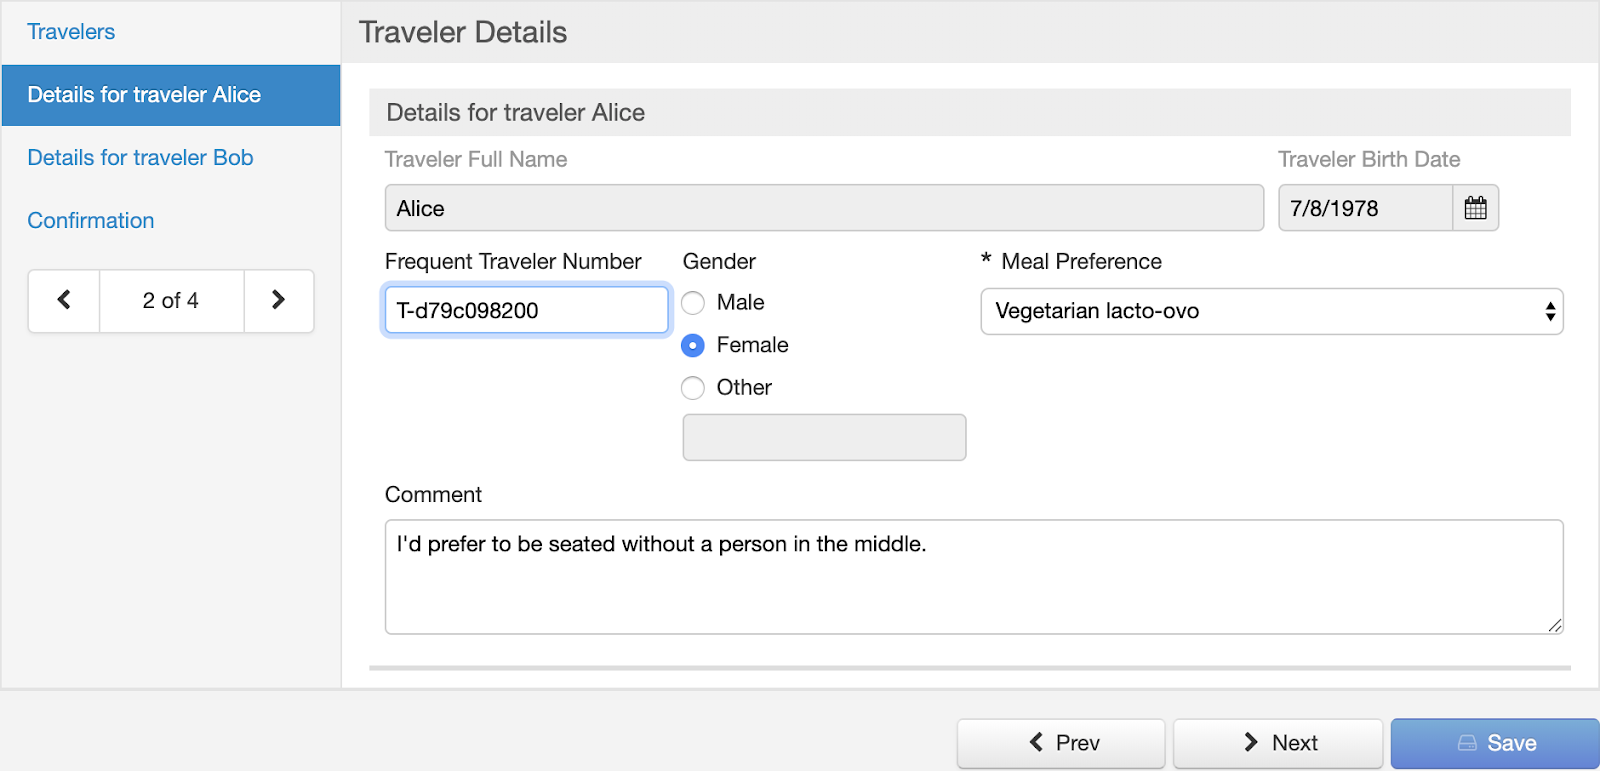 Travelers
Details for traveler Alice
Details for traveler Bob
Confirmation
2 of 4
Traveler Details
Details for traveler Alice
Traveler Full Name
Traveler Birth Date
Alice
7/8/1978
Frequent Traveler Number
Gender
* Meal Preference
T-d79c098200
Male
Vegetarian lacto-ovo
Female
Other
Comment
I'd prefer to be seated without a person in the middle.
Prev
Next
Save